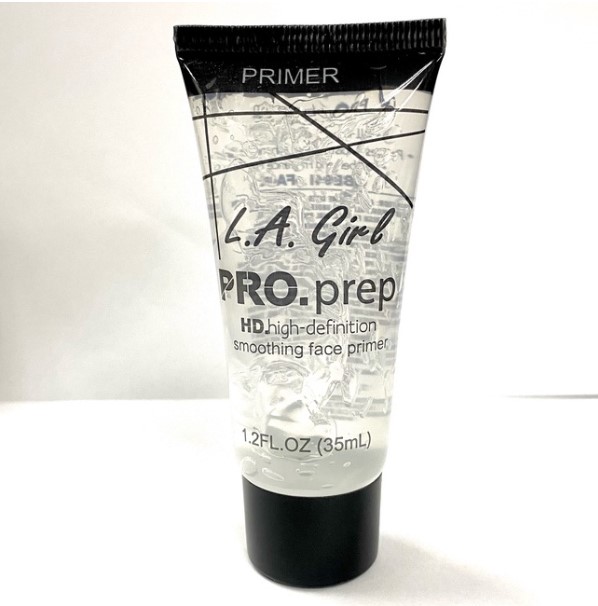 PRIMER
L.A. Girl
PRO.prep
HD.high-definition
smoothing face primer
1.2FL.OZ (35mL)